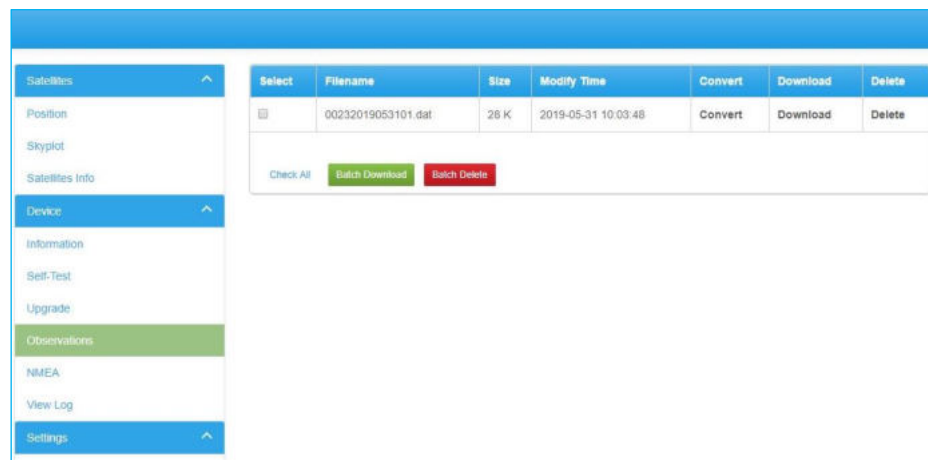 Satellites
Position
Skyplot
Satellites Info
Device
Information
Self-Test
Upgrade
Observations
NMEA
View Log
Settings
Select Filename Size Modify Time Convert Download Delete
00232019053101.dat 26 K 2019-05-31 10:03:48 Convert Download Delete
Check All Batch Download Batch Delete